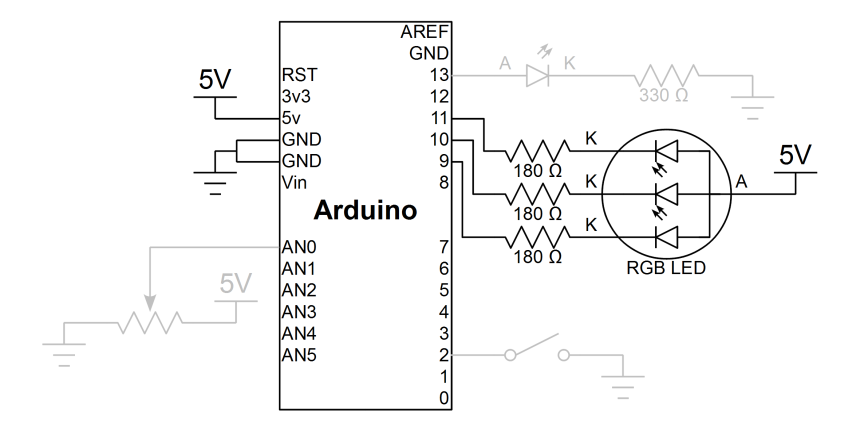 AREF
GND
13
12
11
10
9
8
7
6
5
4
3
2
1
0
RST
3v3
5v
GND
GND
Vin
Arduino
AN0
AN1
AN2
AN3
AN4
AN5
5V
5V
A
K
330 Ω
K
180 Ω
K
180 Ω
K
180 Ω
A
5V
RGB LED